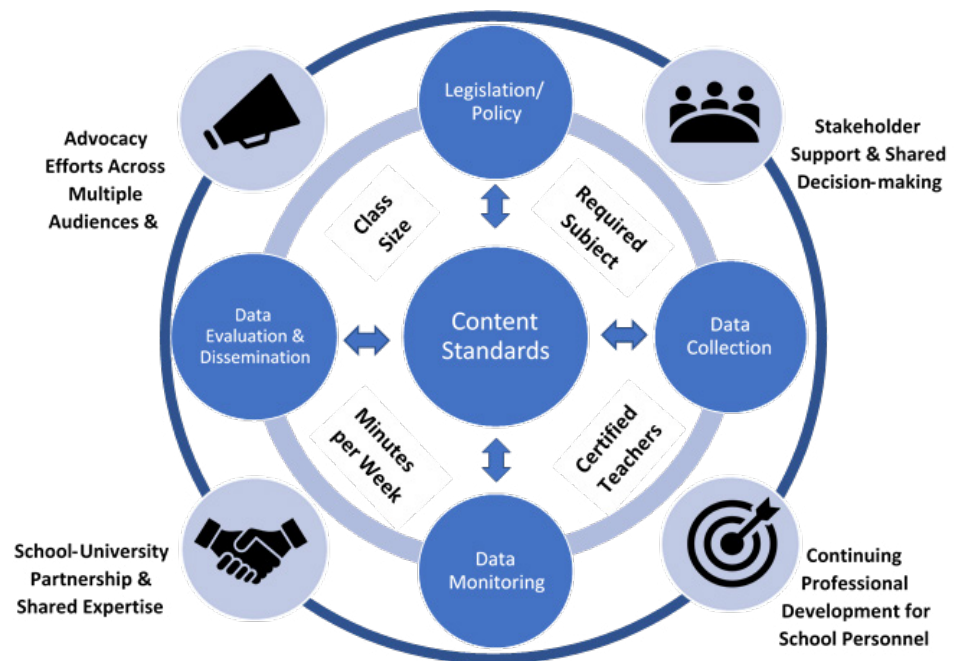 Legislation/
Policy
Advocacy
Efforts Across
Multiple
Audiences &
Stakeholder
Support & Shared
Decision-making
Class
Size
Required
Subject
Data
Evaluation &
Dissemination
Content
Standards
Data
Collection
Minutes
per Week
Certified
Teachers
School-University
Partnership &
Shared Expertise
Data
Monitoring
Continuing
Professional
Development for
School Personnel